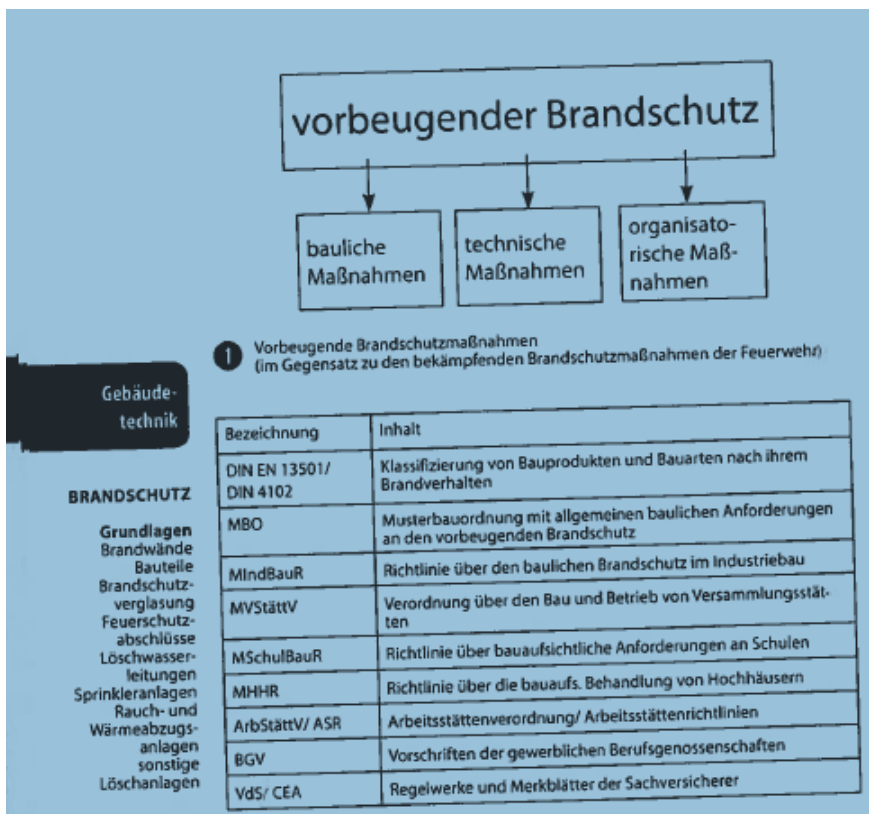 vorbeugender Brandschutz
bauliche
Maßnahmen
technische
Maßnahmen
organisato-
rische Maß-
nahmen
1 Vorbeugende Brandschutzmaßnahmen
(im Gegensatz zu den bekämpfenden Brandschutzmaßnahmen der Feuerwehr)
Gebäude-
technik
BRANDSCHUTZ
Grundlagen
Brandwände
Bauteile
Brandschutz-
verglasung
Feuerschutz-
abschlüsse
Löschwasser-
leitungen
Sprinkleranlagen
Rauch- und
Wärmeabzugs-
anlagen
sonstige
Löschanlagen
Bezeichnung Inhalt
DIN EN 13501/ Klassifizierung von Bauprodukten und Bauarten nach ihrem
DIN 4102 Brandverhalten
MBO Musterbauordnung mit allgemeinen baulichen Anforderungen
an den vorbeugenden Brandschutz
MIndBauR Richtlinie über den baulichen Brandschutz im Industriebau
MVStättV Verordnung über den Bau und Betrieb von Versammlungsstät-
ten
MSchulBauR Richtlinie über bauaufsichtliche Anforderungen an Schulen
MHHR Richtlinie über die bauaufs. Behandlung von Hochhäusern
ArbStättV/ ASR Arbeitsstättenverordnung/ Arbeitsstättenrichtlinien
BGV Vorschriften der gewerblichen Berufsgenossenschaften
VdS/ CEA Regelwerke und Merkblätter der Sachversicherer